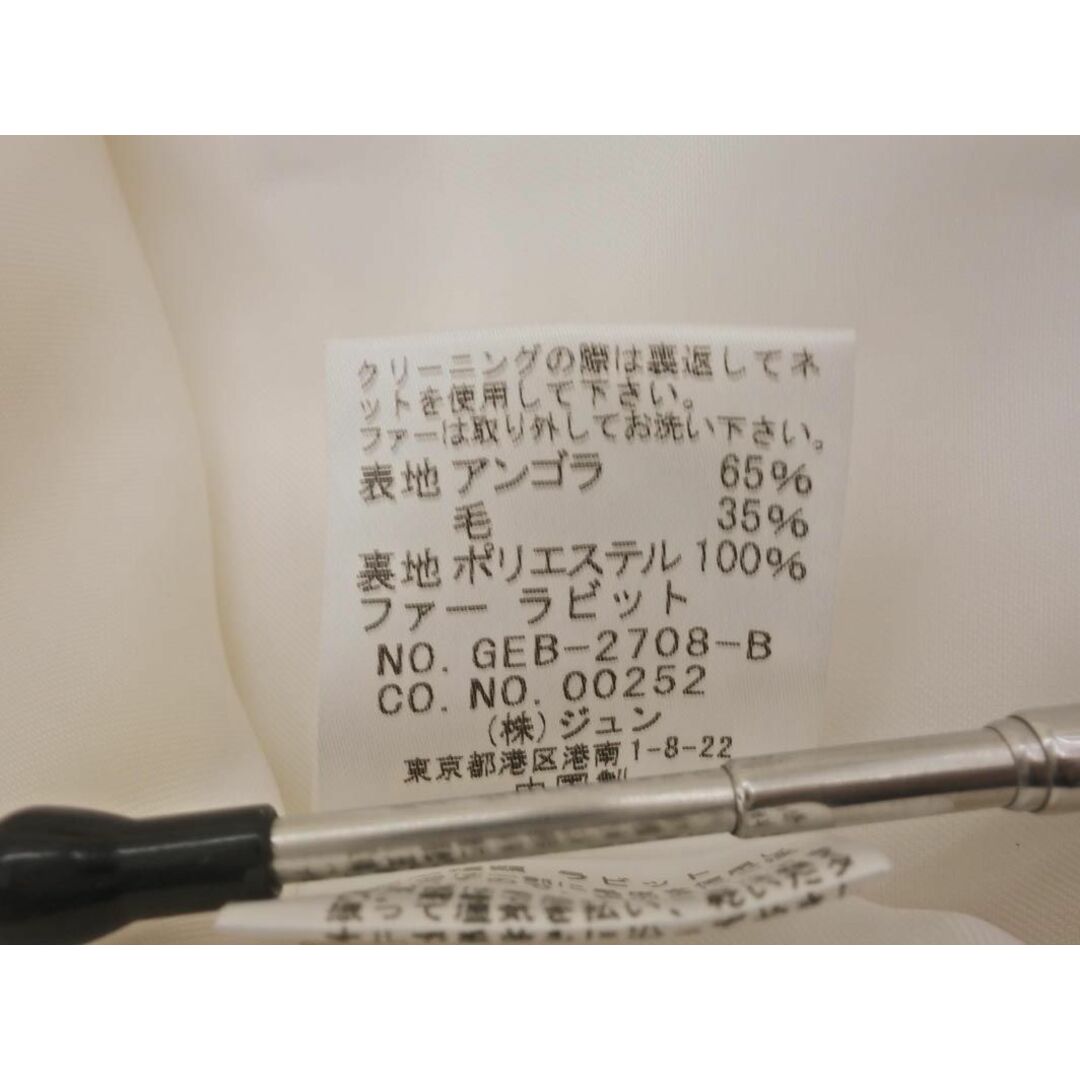 クリーニングの際は裏返してネ
ットを使用して下さい。
ファーは取り外してお洗い下さい。
表地 アンゴラ 65%
毛 35%
裏地 ポリエステル 100%
ファー ラビット
NO. GEB-2708-B
CO. NO. 00252
(株)ジュン
東京都港区港南1-8-22
中国製